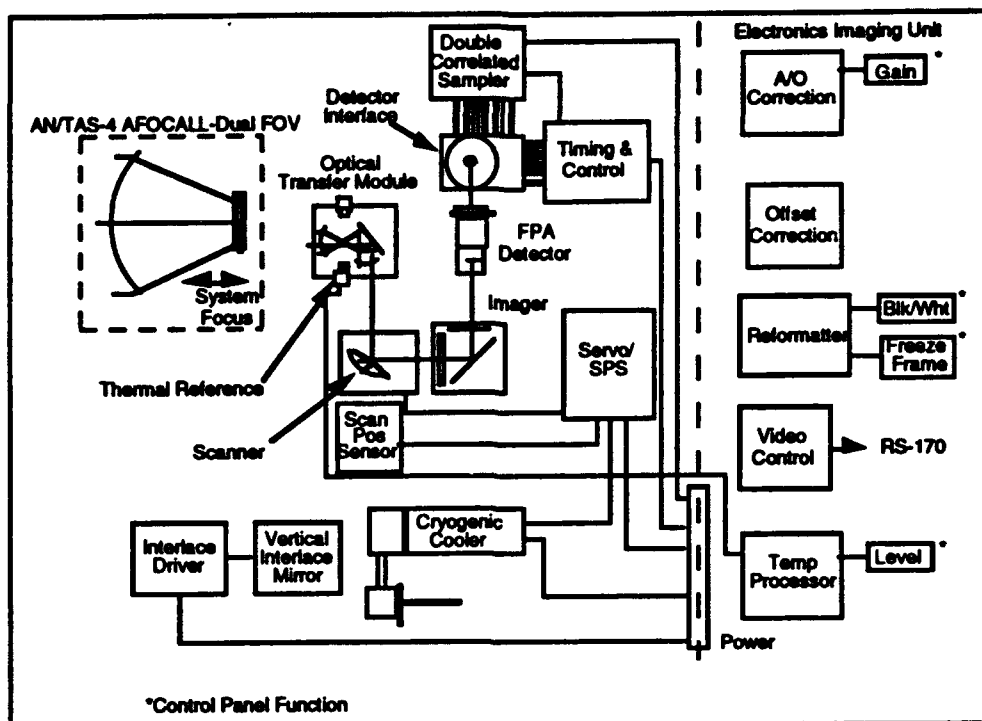 Electronics Imaging Unit
Double
Correlated
Sampler
A/O
Correction
Gain
*
Detector
Interface
AN/TAS-4 AFOCALL-Dual FOV
Optical
Transfer Module
Timing &
Control
FPA
Detector
Offset
Correction
System
Focus
Imager
Servo/
SPS
Reformatter
Blk/Wht
*
Freeze
Frame
*
Thermal Reference
Scanner
Scan
Pos
Sensor
Video
Control
RS-170
Interlace
Driver
Vertical
Interlace
Mirror
Cryogenic
Cooler
Temp
Processor
Level
*
Power
*Control Panel Function